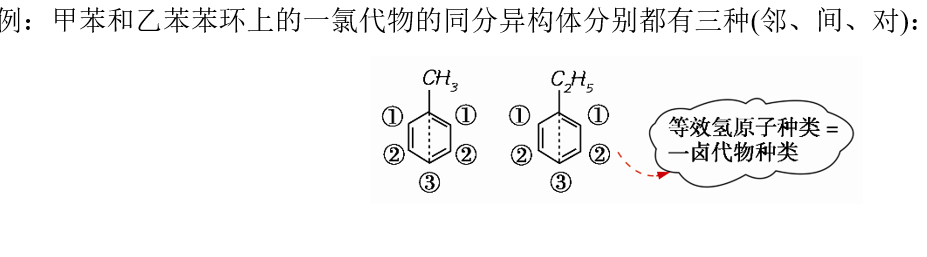 例：甲苯和乙苯苯环上的一氯代物的同分异构体分别都有三种(邻、间、对)：
CH₃
C₂H₅
① ①
② ②
③
① ①
② ②
③
等效氢原子种类=
一卤代物种类